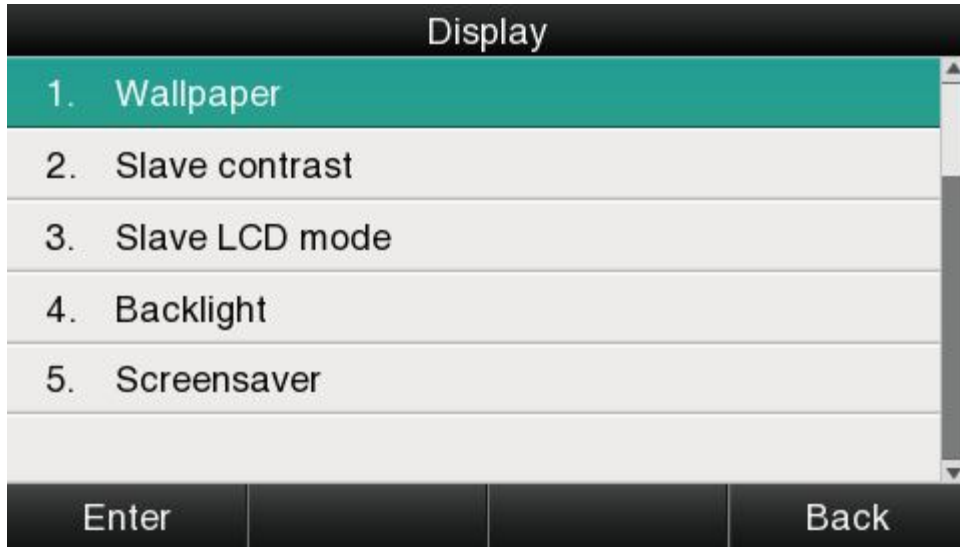 Display
1. Wallpaper
2. Slave contrast
3. Slave LCD mode
4. Backlight
5. Screensaver
Enter Back